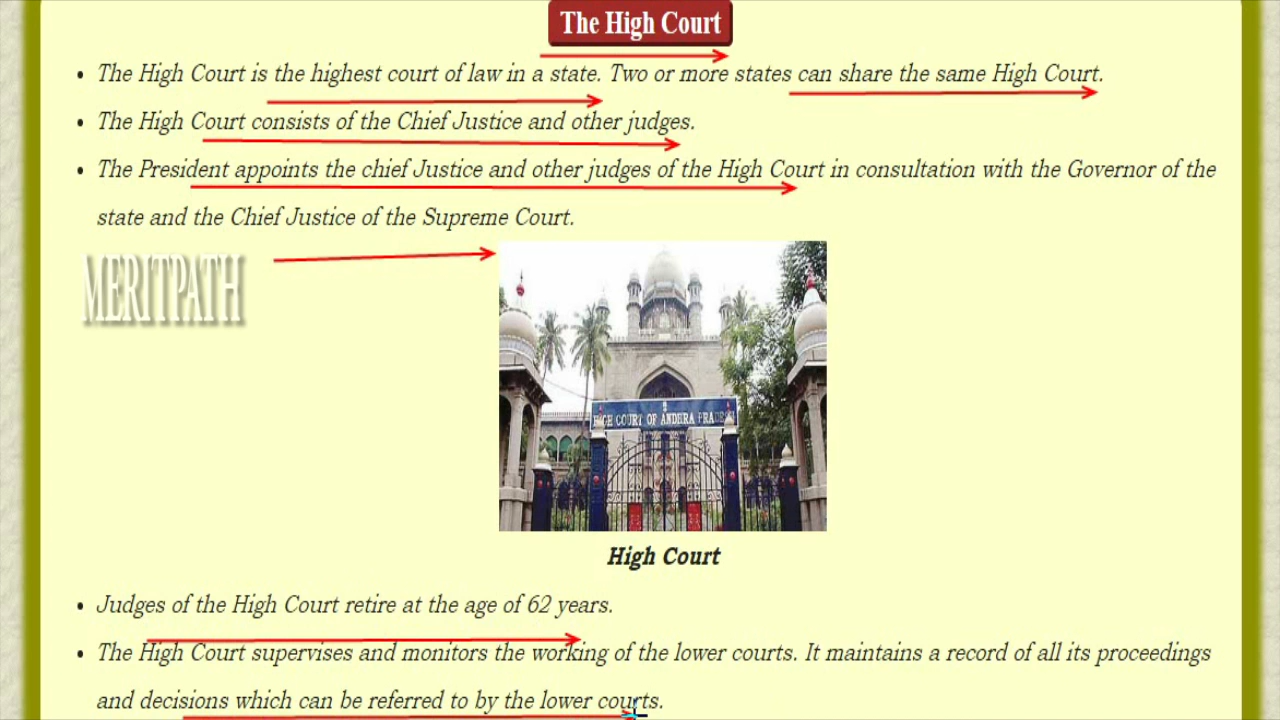 The High Court
• The High Court is the highest court of law in a state. Two or more states can share the same High Court.
• The High Court consists of the Chief Justice and other judges.
• The President appoints the chief Justice and other judges of the High Court in consultation with the Governor of the
state and the Chief Justice of the Supreme Court.
MERITPATH
HIGH COURT OF ANDHRA PRADESH
High Court
• Judges of the High Court retire at the age of 62 years.
• The High Court supervises and monitors the working of the lower courts. It maintains a record of all its proceedings
and decisions which can be referred to by the lower courts.